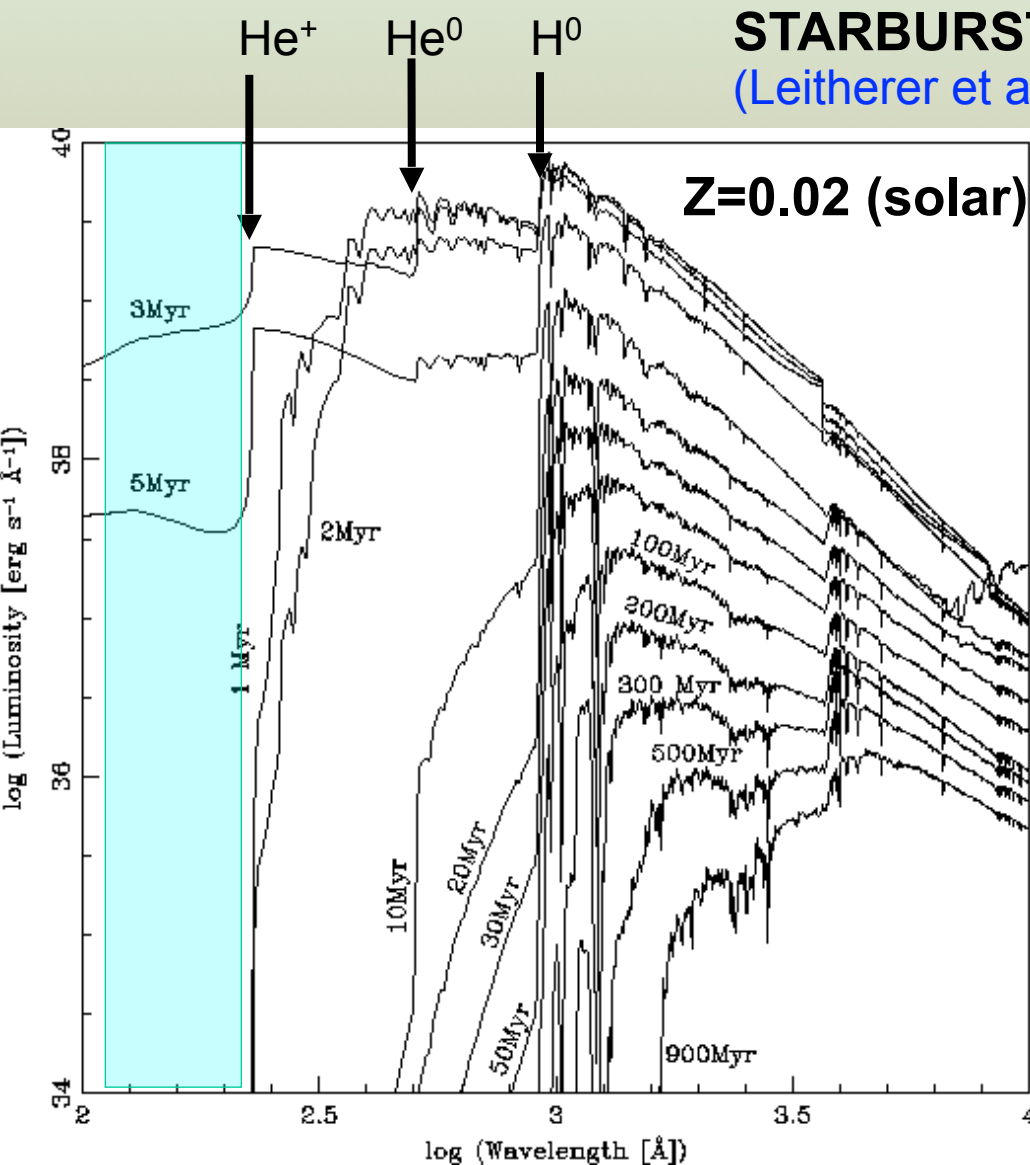 He⁺ He⁰ H⁰
STARBURST
(Leitherer et a
Z=0.02 (solar)
3Myr
5Myr
1 Myr
2Myr
10Myr
20Myr
30Myr
50Myr
100Myr
200Myr
300 Myr
500Myr
900Myr
log (Luminosity [erg s⁻¹ Å⁻¹])
40
38
36
34
2 2.5 3 3.5 4
log (Wavelength [Å])